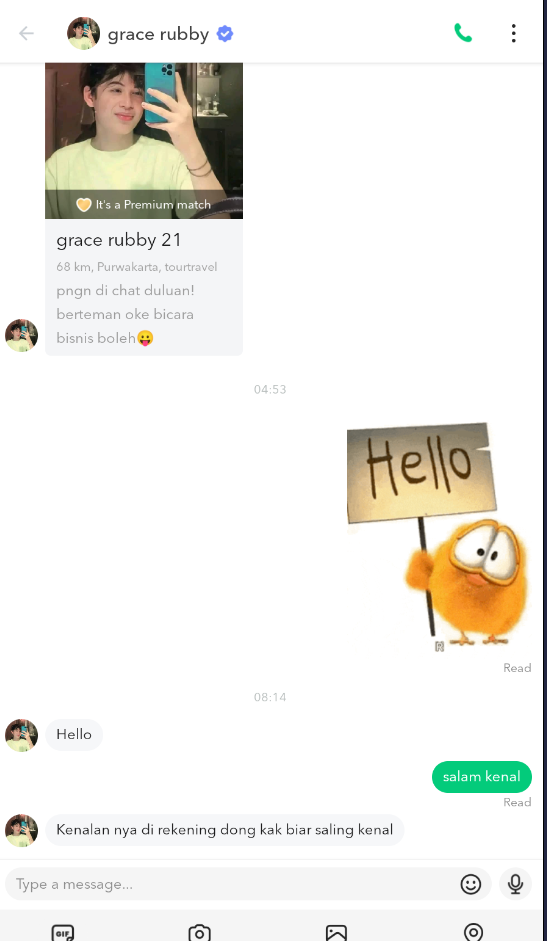 grace rubby
It's a Premium match
grace rubby 21
68 km, Purwakarta, tourtravel
pngn di chat duluan!
berteman oke bicara
bisnis boleh😛
04:53
Hello
Read
08:14
Hello
salam kenal
Read
Kenalan nya di rekening dong kak biar saling kenal
Type a message...
GIF